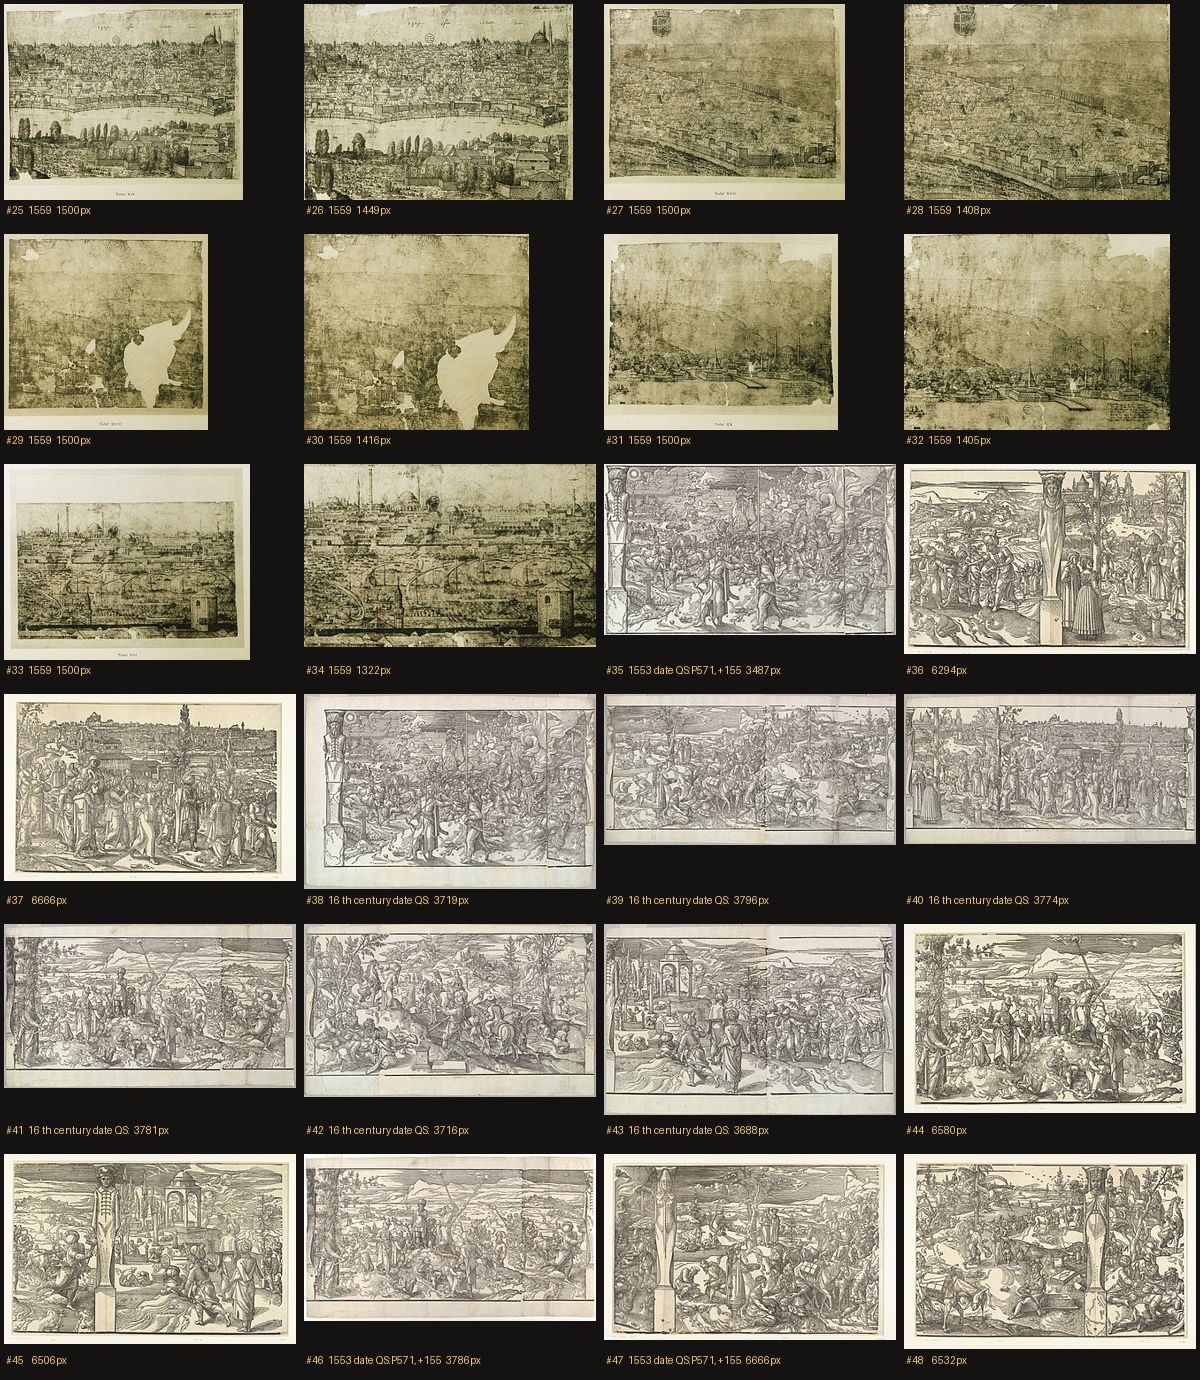 #25 1559 1500px
#26 1559 1449px
#27 1559 1500px
#28 1559 1408px
#29 1559 1500px
#30 1559 1416px
#31 1559 1500px
#32 1559 1405px
#33 1559 1500px
#34 1559 1322px
#35 1553 date QS:P571,+155 3487px
#36 6294px
#37 6666px
#38 16 th century date QS: 3719px
#39 16 th century date QS: 3796px
#40 16 th century date QS: 3774px
#41 16 th century date QS: 3781px
#42 16 th century date QS: 3716px
#43 16 th century date QS: 3688px
#44 6580px
#45 6506px
#46 1553 date QS:P571,+155 3786px
#47 1553 date QS:P571,+155 6666px
#48 6532px